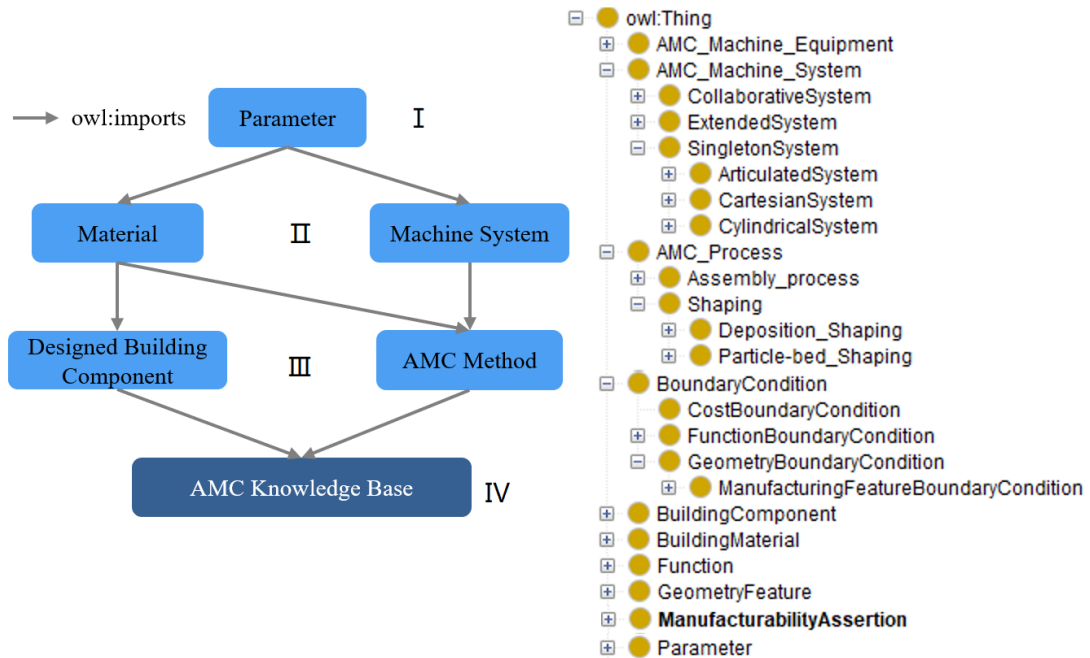 owl:imports
Parameter
I
Material
II
Machine System
Designed Building
Component
III
AMC Method
AMC Knowledge Base
IV
owl:Thing
AMC_Machine_Equipment
AMC_Machine_System
CollaborativeSystem
ExtendedSystem
SingletonSystem
ArticulatedSystem
CartesianSystem
CylindricalSystem
AMC_Process
Assembly_process
Shaping
Deposition_Shaping
Particle-bed_Shaping
BoundaryCondition
CostBoundaryCondition
FunctionBoundaryCondition
GeometryBoundaryCondition
ManufacturingFeatureBoundaryCondition
BuildingComponent
BuildingMaterial
Function
GeometryFeature
ManufacturabilityAssertion
Parameter